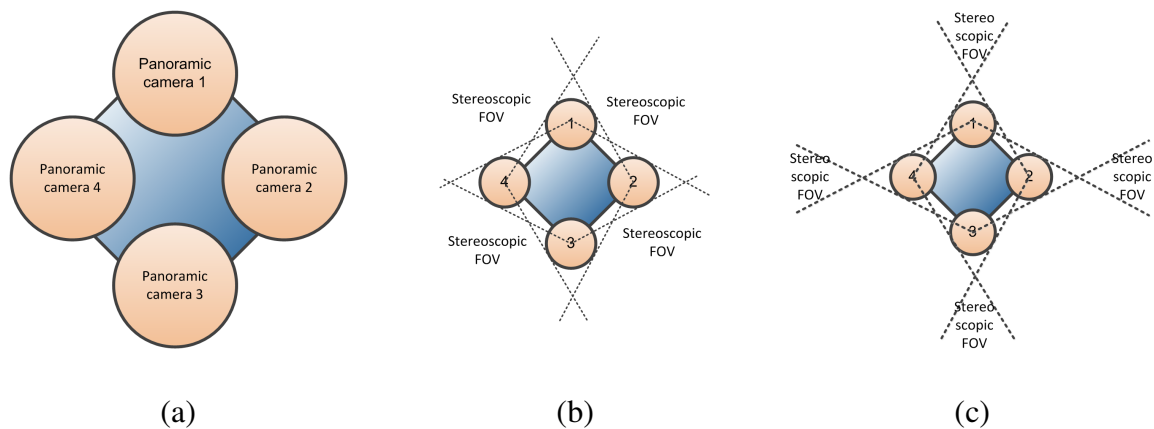 Panoramic
camera 1
Panoramic
camera 4
Panoramic
camera 2
Panoramic
camera 3
(a)
Stereoscopic
FOV
Stereoscopic
FOV
1
4
2
3
Stereoscopic
FOV
Stereoscopic
FOV
(b)
Stereo
scopic
FOV
1
Stereo
scopic
FOV
4
2
Stereo
scopic
FOV
3
Stereo
scopic
FOV
(c)